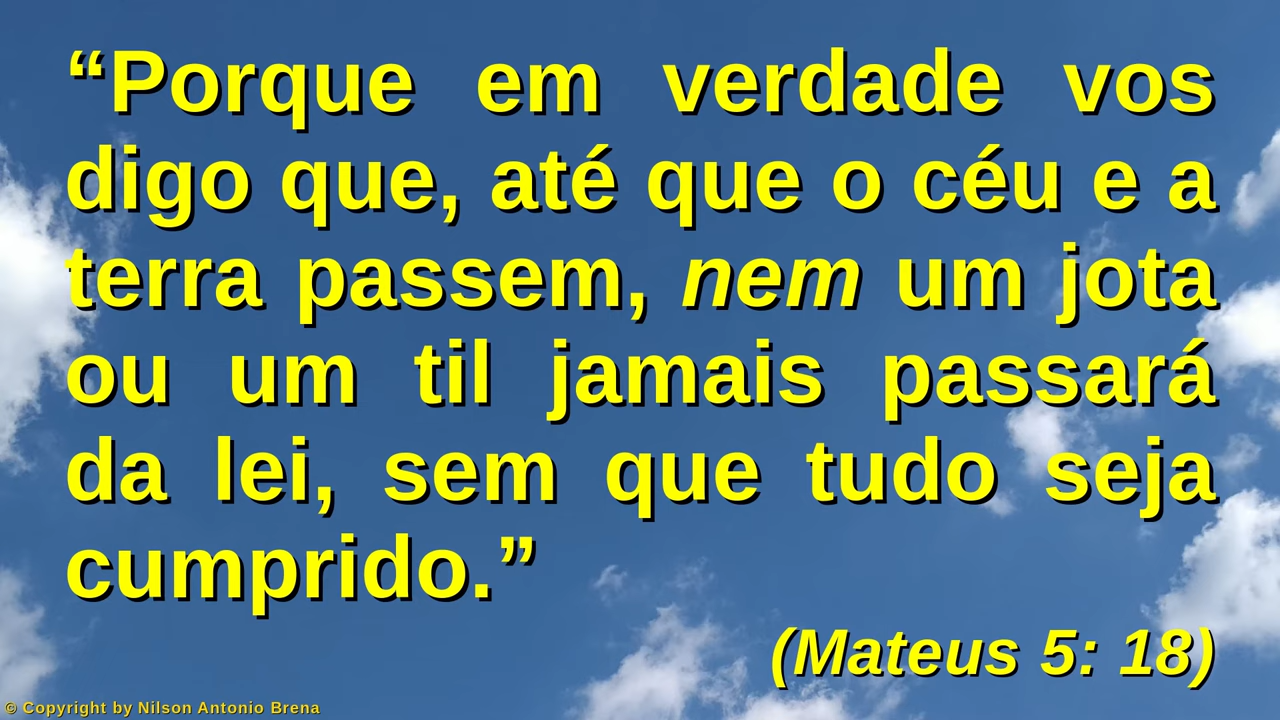 “Porque em verdade vos
digo que, até que o céu e a
terra passem, nem um jota
ou um til jamais passará
da lei, sem que tudo seja
cumprido.”
(Mateus 5: 18)
© Copyright by Nilson Antonio Brena